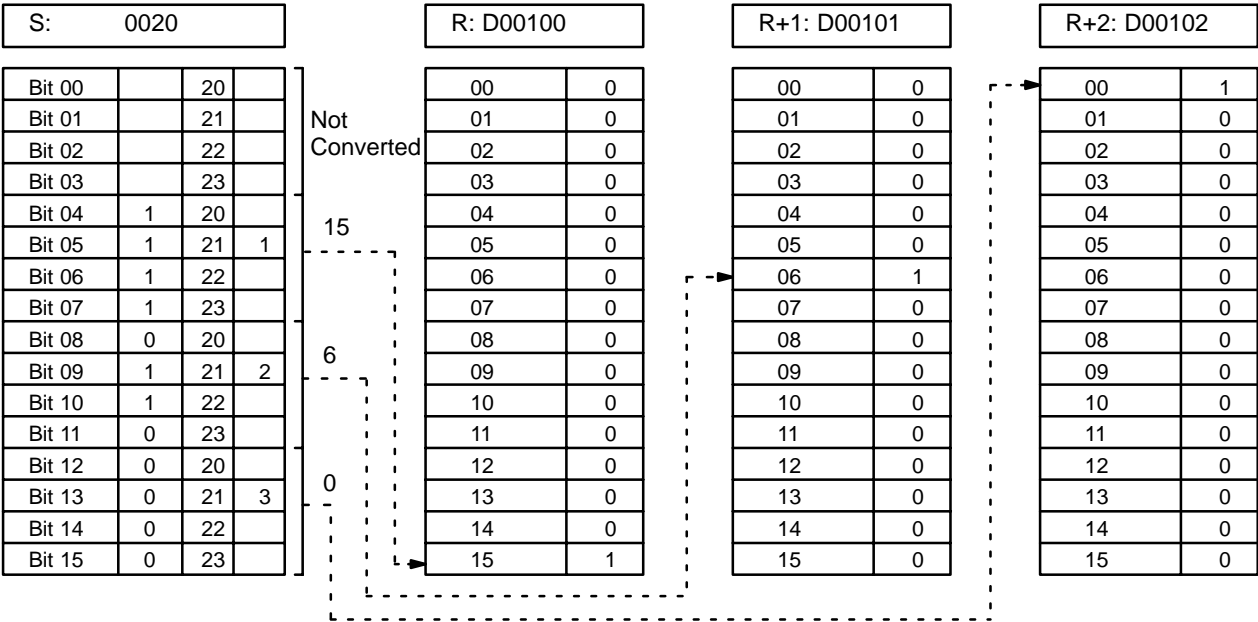 S: 0020 R: D00100 R+1: D00101 R+2: D00102
Bit 00 20 00 0 00 0 00 1
Bit 01 21 Not 01 0 01 0 01 0
Bit 02 22 Converted 02 0 02 0 02 0
Bit 03 23 03 0 03 0 03 0
Bit 04 1 20 15 04 0 04 0 04 0
Bit 05 1 21 1 05 0 05 0 05 0
Bit 06 1 22 06 0 06 1 06 0
Bit 07 1 23 07 0 07 0 07 0
Bit 08 0 20 6 08 0 08 0 08 0
Bit 09 1 21 2 09 0 09 0 09 0
Bit 10 1 22 10 0 10 0 10 0
Bit 11 0 23 11 0 11 0 11 0
Bit 12 0 20 0 12 0 12 0 12 0
Bit 13 0 21 3 13 0 13 0 13 0
Bit 14 0 22 14 0 14 0 14 0
Bit 15 0 23 15 1 15 0 15 0